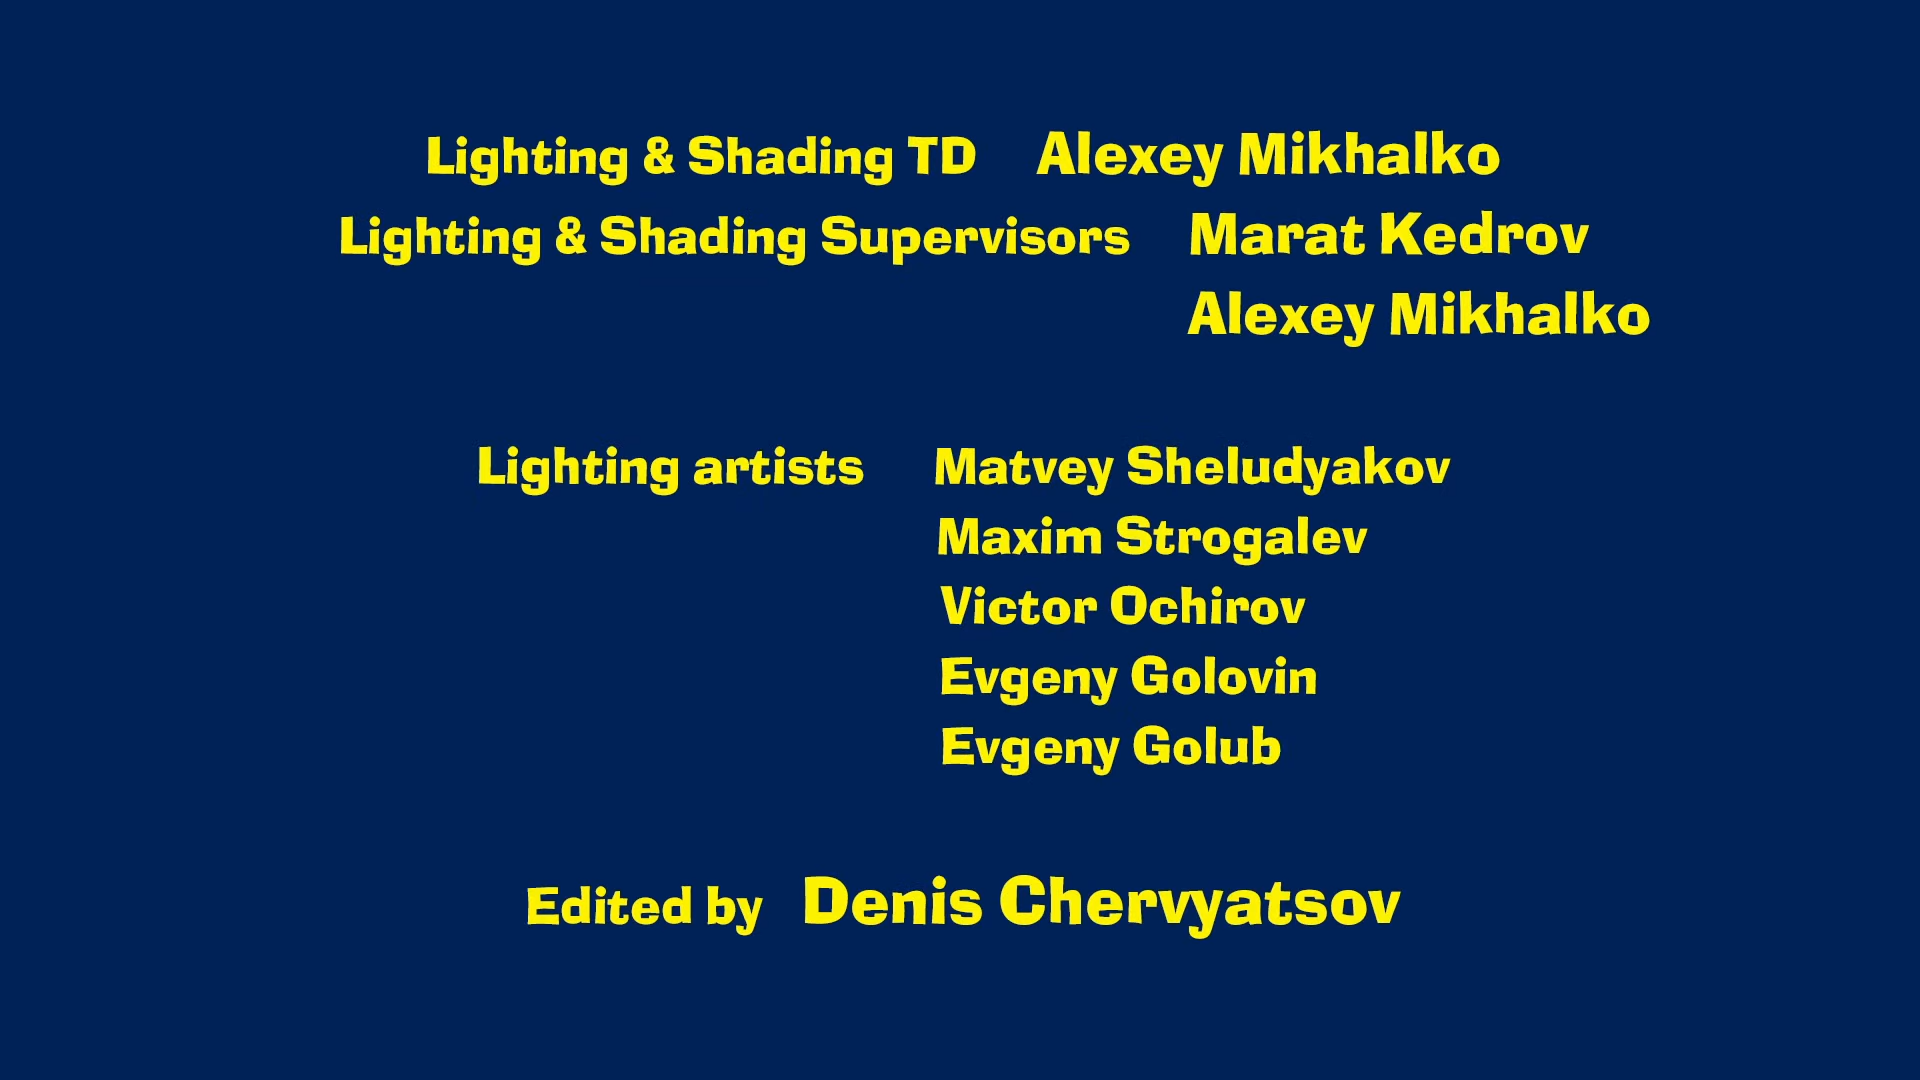 Lighting & Shading TD Alexey Mikhalko
Lighting & Shading Supervisors Marat Kedrov
Alexey Mikhalko
Lighting artists Matvey Sheludyakov
Maxim Strogalev
Victor Ochirov
Evgeny Golovin
Evgeny Golub
Edited by Denis Chervyatsov